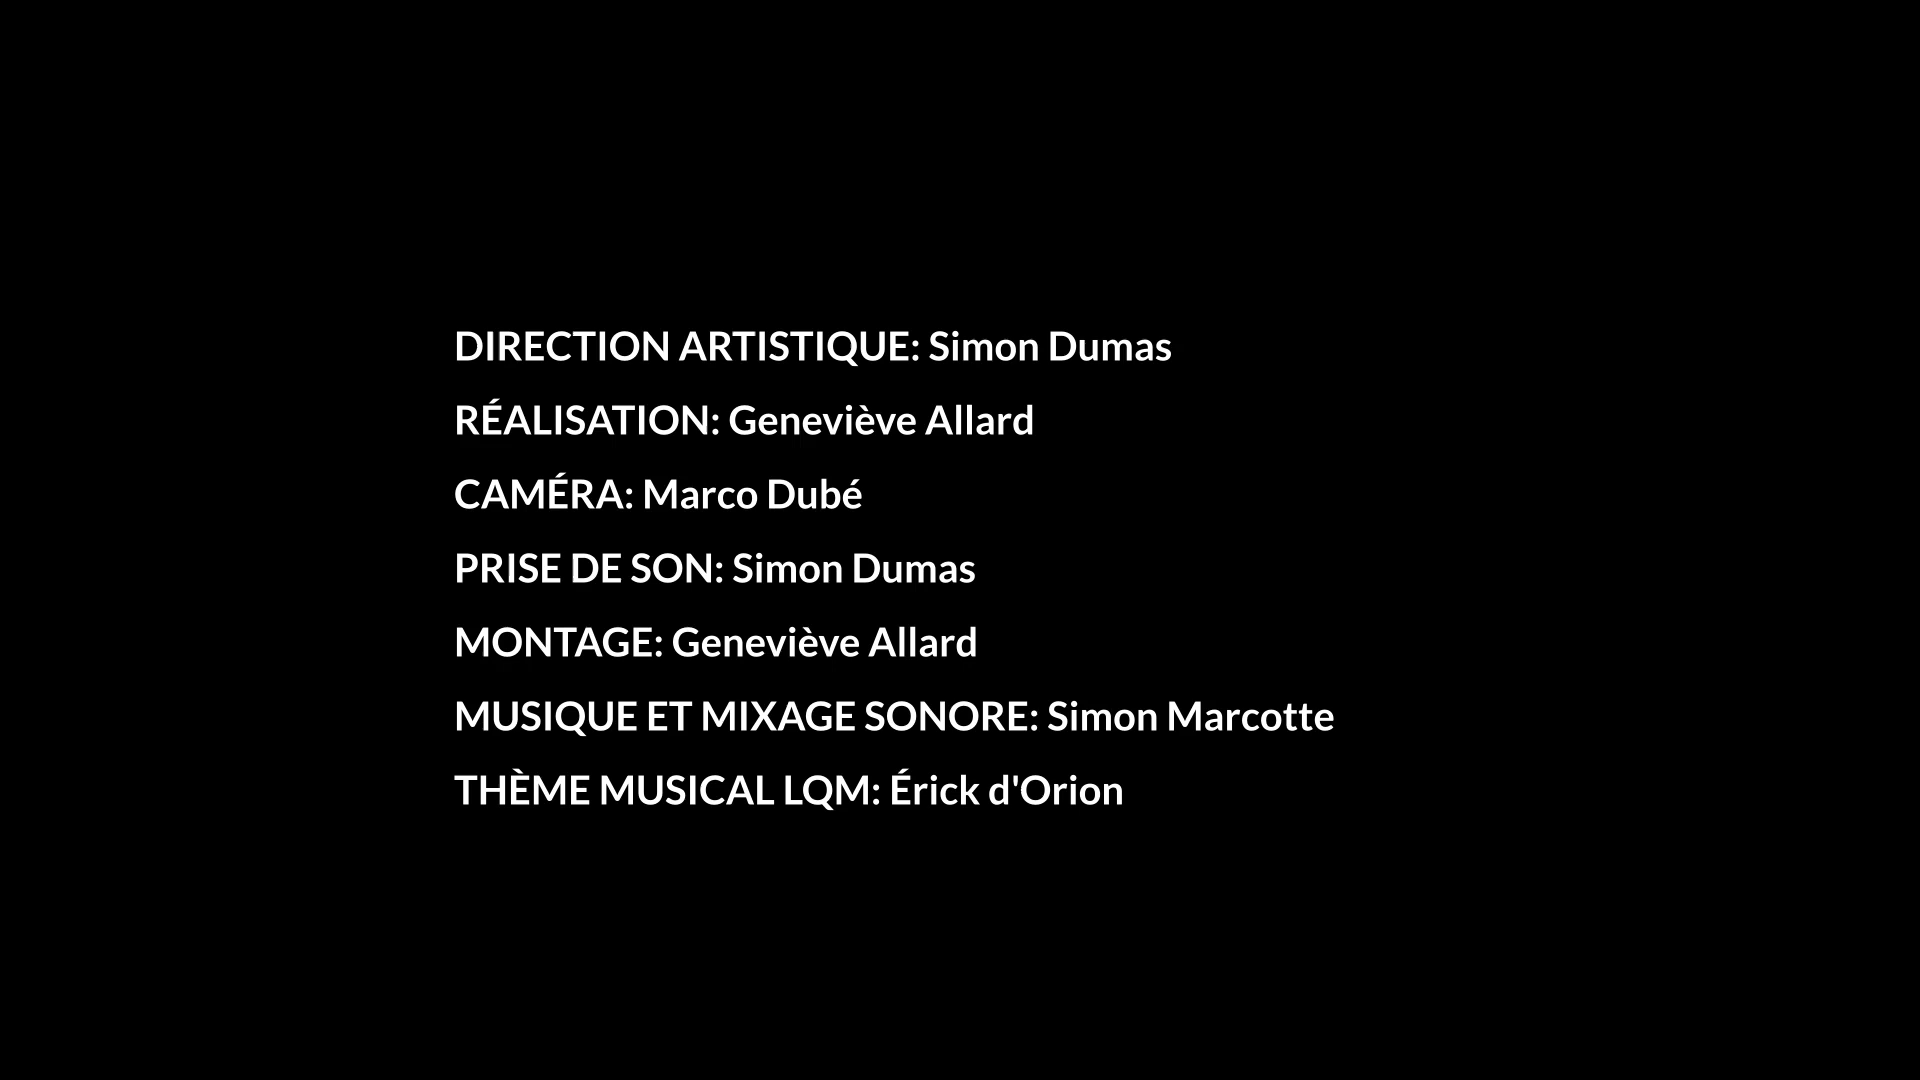 DIRECTION ARTISTIQUE: Simon Dumas
RÉALISATION: Geneviève Allard
CAMÉRA: Marco Dubé
PRISE DE SON: Simon Dumas
MONTAGE: Geneviève Allard
MUSIQUE ET MIXAGE SONORE: Simon Marcotte
THÈME MUSICAL LQM: Érick d'Orion